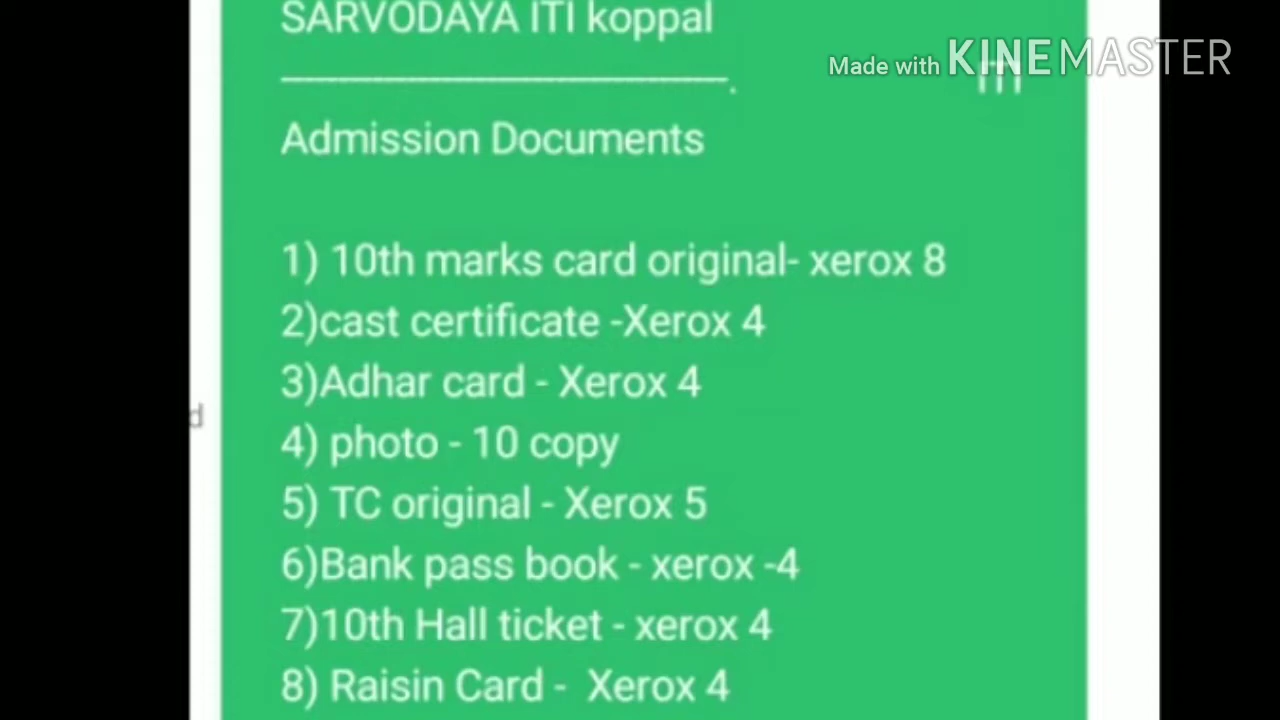 SARVODAYA ITI koppal
Made with KINEMASTER
Admission Documents
1) 10th marks card original- xerox 8
2)cast certificate -Xerox 4
3)Adhar card - Xerox 4
4) photo - 10 copy
5) TC original - Xerox 5
6)Bank pass book - xerox -4
7)10th Hall ticket - xerox 4
8) Raisin Card - Xerox 4
d